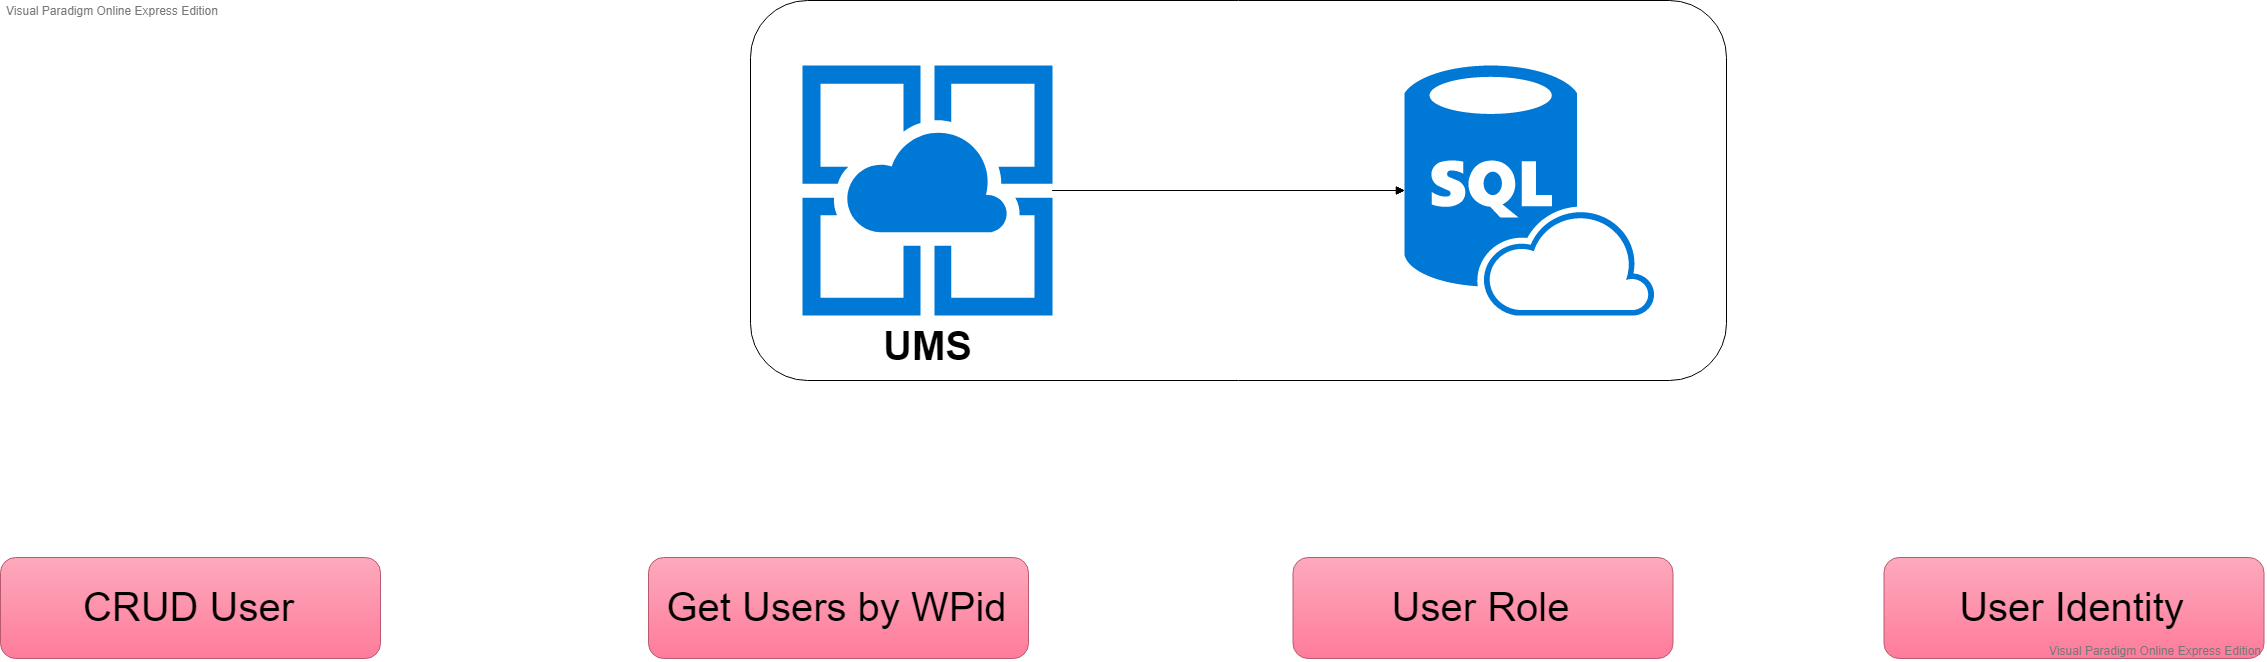 Visual Paradigm Online Express Edition
SQL
UMS
CRUD User
Get Users by WPid
User Role
User Identity
Visual Paradigm Online Express Edition